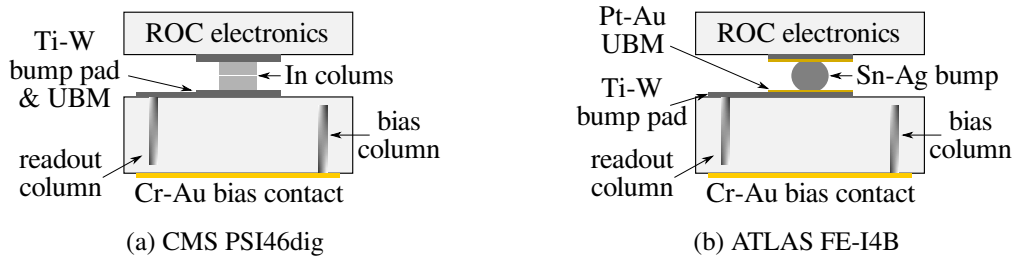 ROC electronics
Ti-W
bump pad
& UBM
In colums
readout
column
bias
column
Cr-Au bias contact
(a) CMS PSI46dig
Pt-Au
UBM
ROC electronics
Sn-Ag bump
Ti-W
bump pad
readout
column
bias
column
Cr-Au bias contact
(b) ATLAS FE-I4B